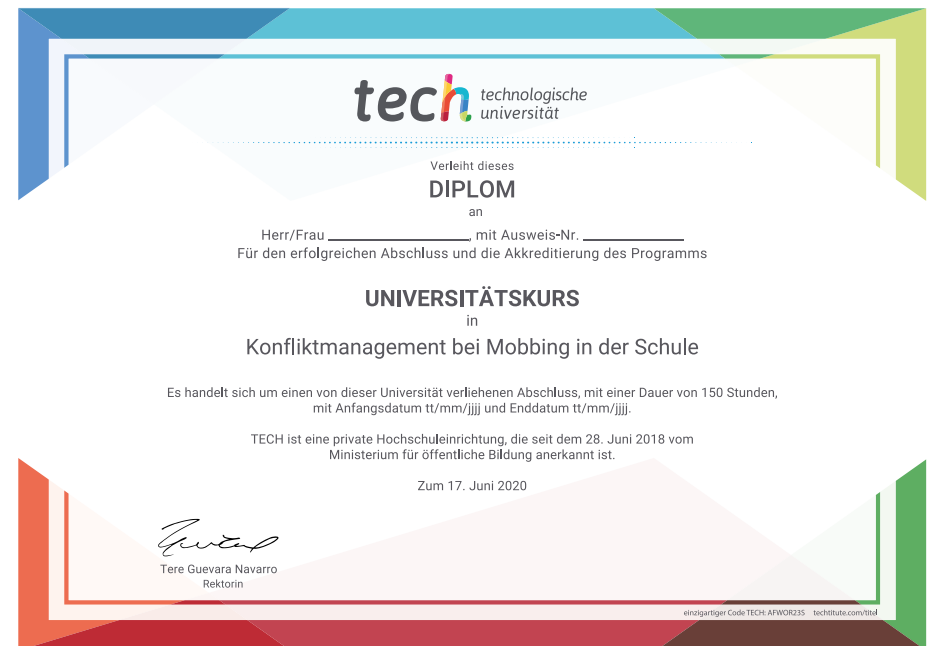 tech technologische
universität
Verleiht dieses
DIPLOM
an
Herr/Frau ____________, mit Ausweis-Nr. ____________
Für den erfolgreichen Abschluss und die Akkreditierung des Programms
UNIVERSITÄTSKURS
in
Konfliktmanagement bei Mobbing in der Schule
Es handelt sich um einen von dieser Universität verliehenen Abschluss, mit einer Dauer von 150 Stunden,
mit Anfangsdatum tt/mm/jjjj und Enddatum tt/mm/jjjj.
TECH ist eine private Hochschuleinrichtung, die seit dem 28. Juni 2018 vom
Ministerium für öffentliche Bildung anerkannt ist.
Zum 17. Juni 2020
Tere Guevara Navarro
Rektorin
einzigartiger Code TECH: AFWOR23S techtitute.com/titel